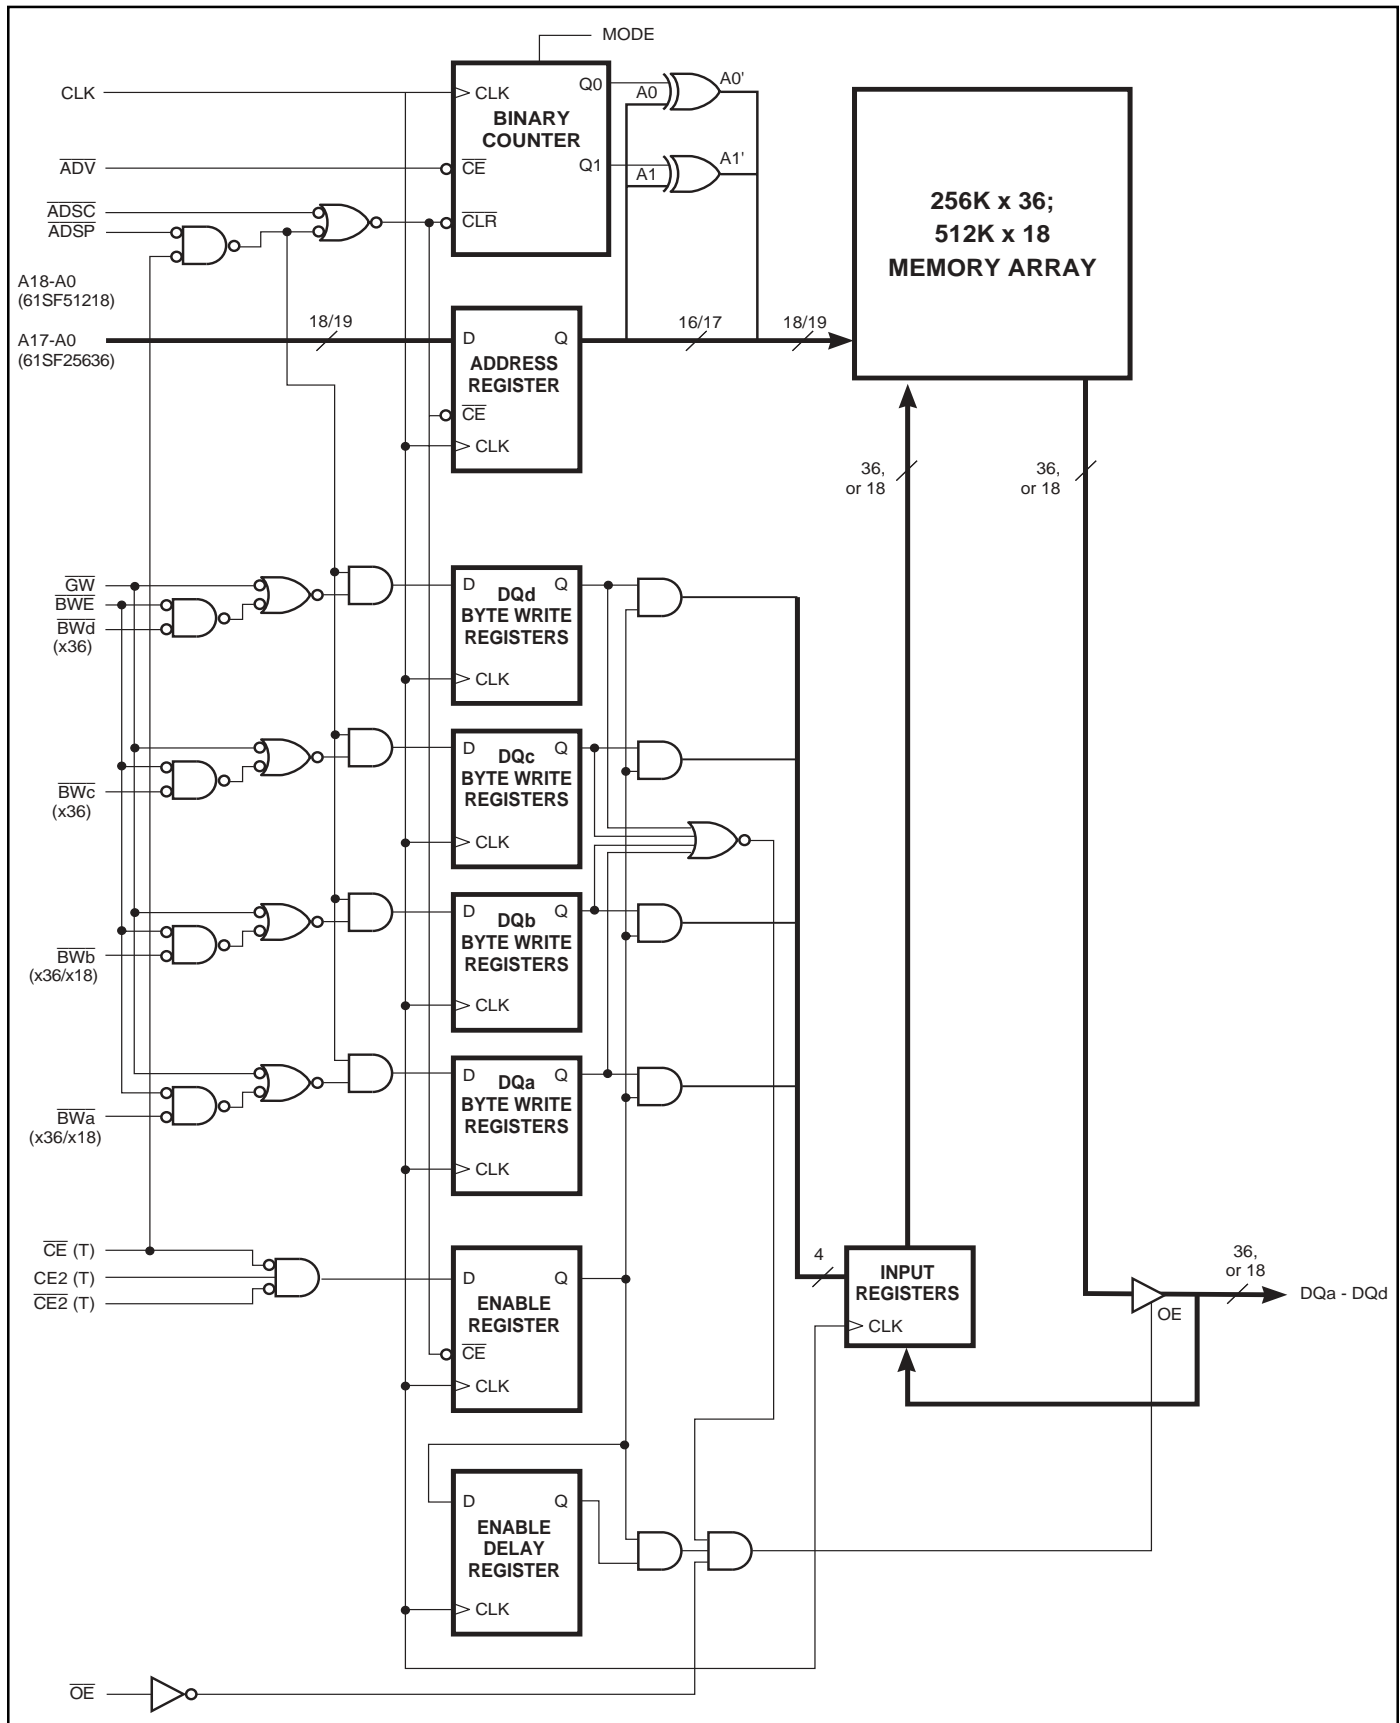 MODE
CLK
CLK
Q0
A0
A0'
BINARY
COUNTER
ADV
CE
Q1
A1
A1'
ADSC
ADSP
CLR
256K x 36;
512K x 18
MEMORY ARRAY
A18-A0
(61SF51218)
A17-A0
(61SF25636)
18/19
D
Q
16/17
18/19
ADDRESS
REGISTER
CE
CLK
36,
or 18
36,
or 18
GW
BWE
BWd
(x36)
D
DQd
Q
BYTE WRITE
REGISTERS
CLK
BWc
(x36)
D
DQc
Q
BYTE WRITE
REGISTERS
CLK
BWb
(x36/x18)
D
DQb
Q
BYTE WRITE
REGISTERS
CLK
BWa
(x36/x18)
D
DQa
Q
BYTE WRITE
REGISTERS
CLK
CE (T)
CE2 (T)
CE2 (T)
D
Q
ENABLE
REGISTER
CE
CLK
4
INPUT
REGISTERS
CLK
OE
36,
or 18
DQa - DQd
D
Q
ENABLE
DELAY
REGISTER
CLK
OE